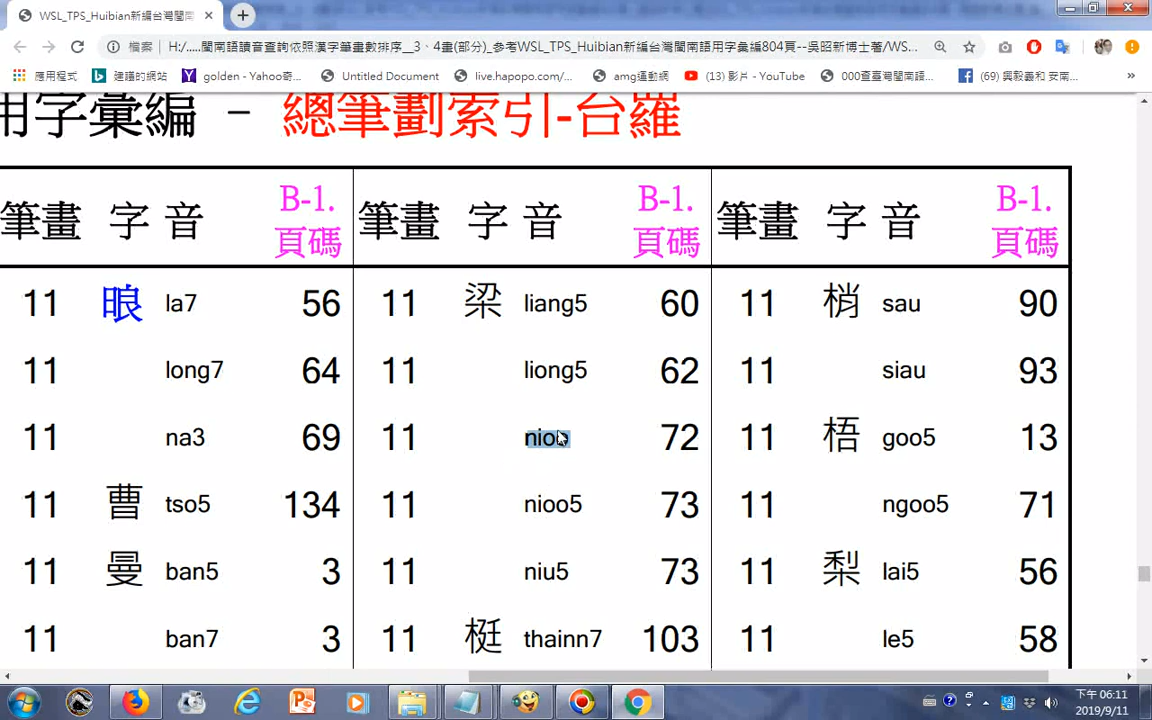 WSL_TPS_Huibian新編台灣閩
檔案 H:/.....閩南語讀音查詢依照漢字筆畫數排序__3、4畫(部分)_參考WSL_TPS_Huibian新編台灣閩南語用字彙編804頁--吳昭新博士著/WS...
應用程式 建議的網站 golden - Yahoo奇... Untitled Document live.hapopo.com/... amg運動網 (13) 影片 - YouTube 000查臺灣閩南語... (69) 興毅義和 安南... »
用字彙編 – 總筆劃索引-台羅
筆畫 字 音 B-1.頁碼 筆畫 字 音 B-1.頁碼 筆畫 字 音 B-1.頁碼
11 㫰 la7 56 11 梁 liang5 60 11 梢 sau 90
11 long7 64 11 liong5 62 11 siau 93
11 na3 69 11 nioo 72 11 梧 goo5 13
11 曹 tso5 134 11 nioo5 73 11 ngoo5 71
11 曼 ban5 3 11 niu5 73 11 梨 lai5 56
11 ban7 3 11 梃 thainn7 103 11 le5 58
下午 06:11
2019/9/11